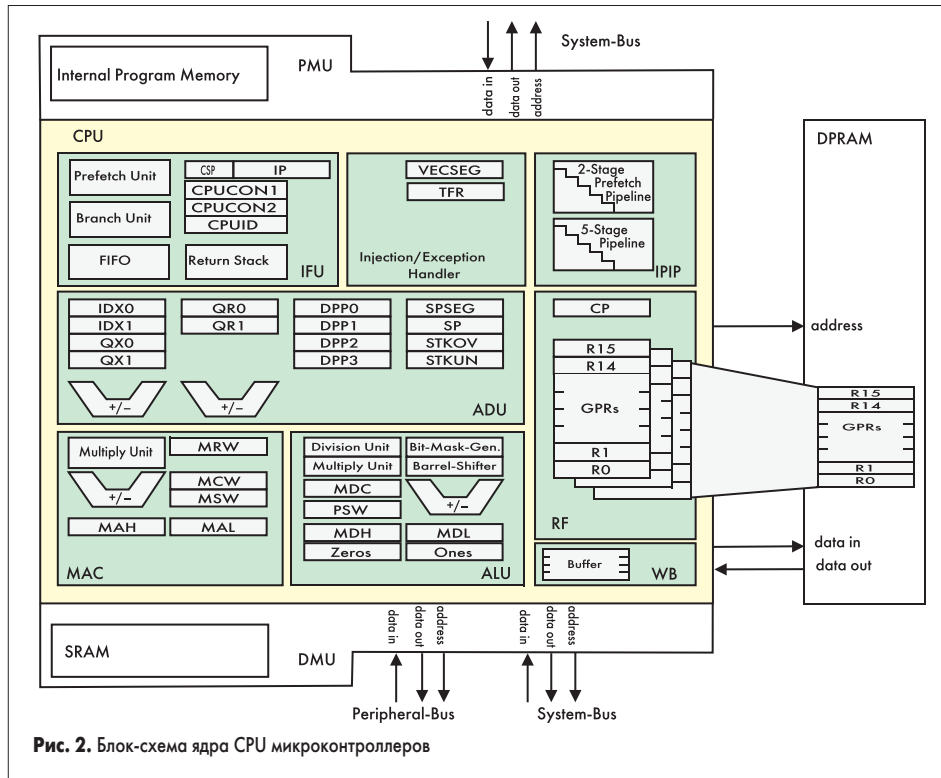 System-Bus
PMU
Internal Program Memory
data in
data out
address
CPU
DPRAM
Prefetch Unit
CSP
IP
CPUCON1
CPUCON2
CPUID
Branch Unit
FIFO
Return Stack
IFU
VECSEG
TFR
Injection/Exception
Handler
2-Stage
Prefetch
Pipeline
5-Stage
Pipeline
IPIP
IDX0
IDX1
QX0
QX1
+/-
QR0
QR1
+/-
DPP0
DPP1
DPP2
DPP3
SPSEG
SP
STKOV
STKUN
ADU
CP
R15
R14
GPRs
R1
R0
RF
address
R15
R14
GPRs
R1
R0
Multiply Unit
+/-
MRW
MCW
MSW
MAH
MAL
MAC
Division Unit
Multiply Unit
Bit-Mask-Gen.
Barrel-Shifter
MDC
PSW
+/-
MDH
MDL
Zeros
Ones
ALU
Buffer
WB
data in
data out
SRAM
DMU
data in
data out
address
data in
data out
address
Peripheral-Bus
System-Bus
Рис. 2. Блок-схема ядра CPU микроконтроллеров